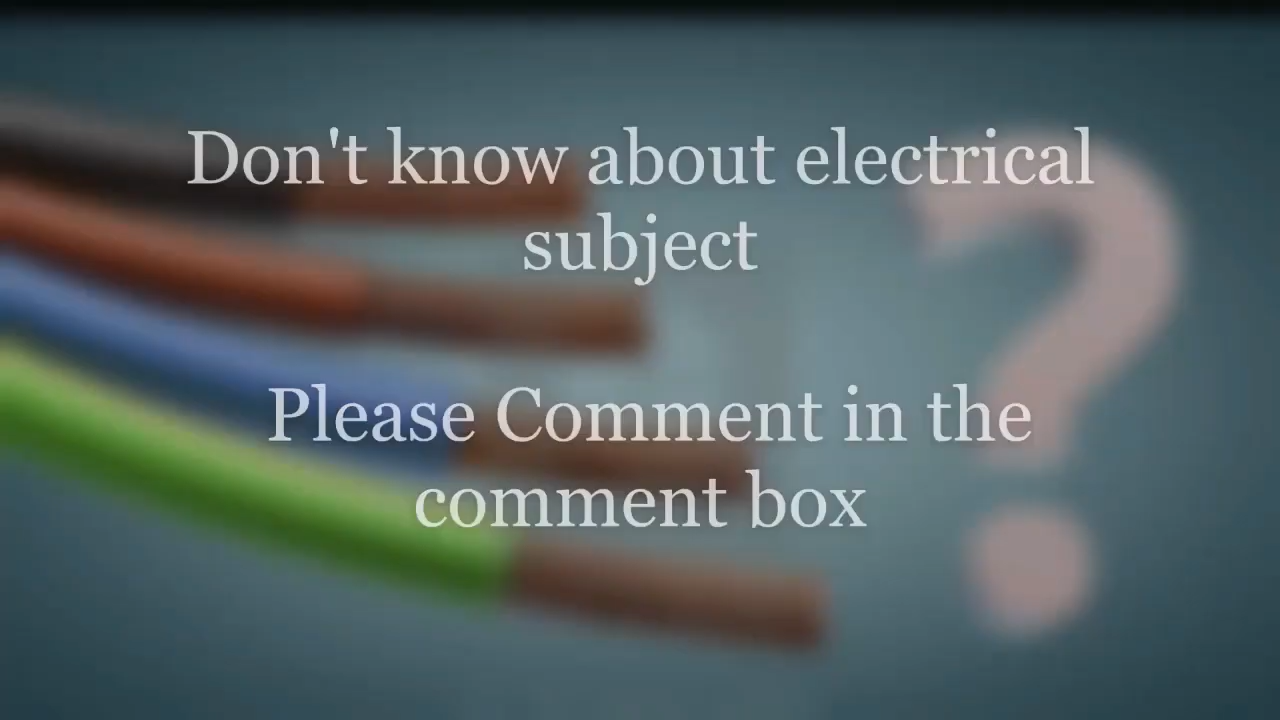 Don't know about electrical
subject
Please Comment in the
comment box